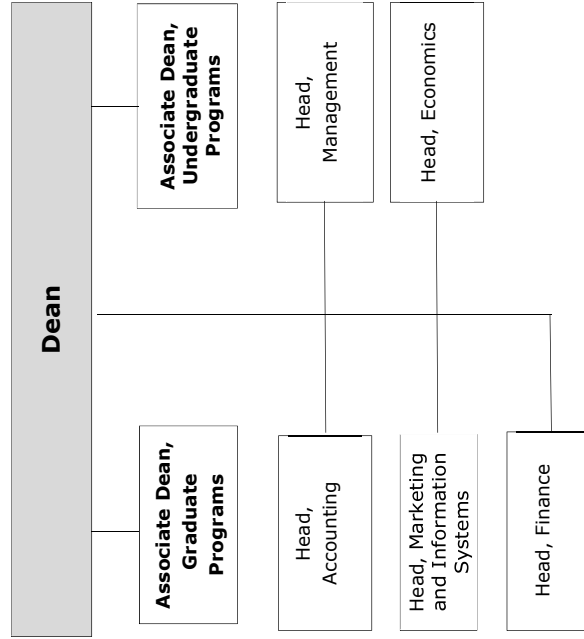 Dean
Associate Dean,
Graduate
Programs
Associate Dean,
Undergraduate
Programs
Head,
Accounting
Head,
Management
Head, Marketing
and Information
Systems
Head, Economics
Head, Finance